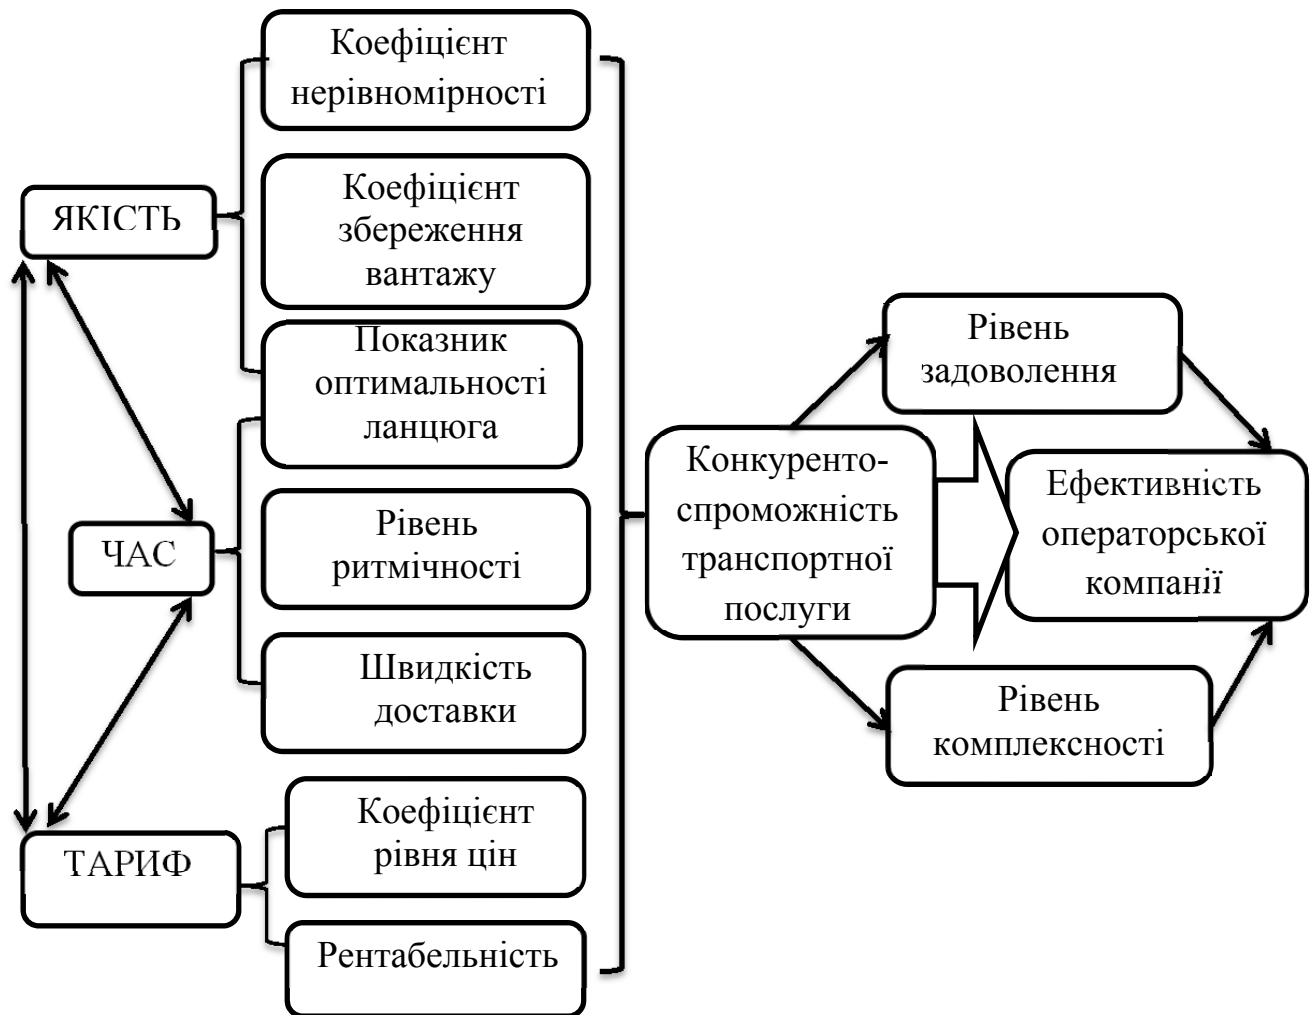 ЯКІСТЬ
ЧАС
ТАРИФ
Коефіцієнт
нерівномірності
Коефіцієнт
збереження
вантажу
Показник
оптимальності
ланцюга
Рівень
ритмічності
Швидкість
доставки
Коефіцієнт
рівня цін
Рентабельність
Конкуренто-
спроможність
транспортної
послуги
Рівень
задоволення
Рівень
комплексності
Ефективність
операторської
компанії